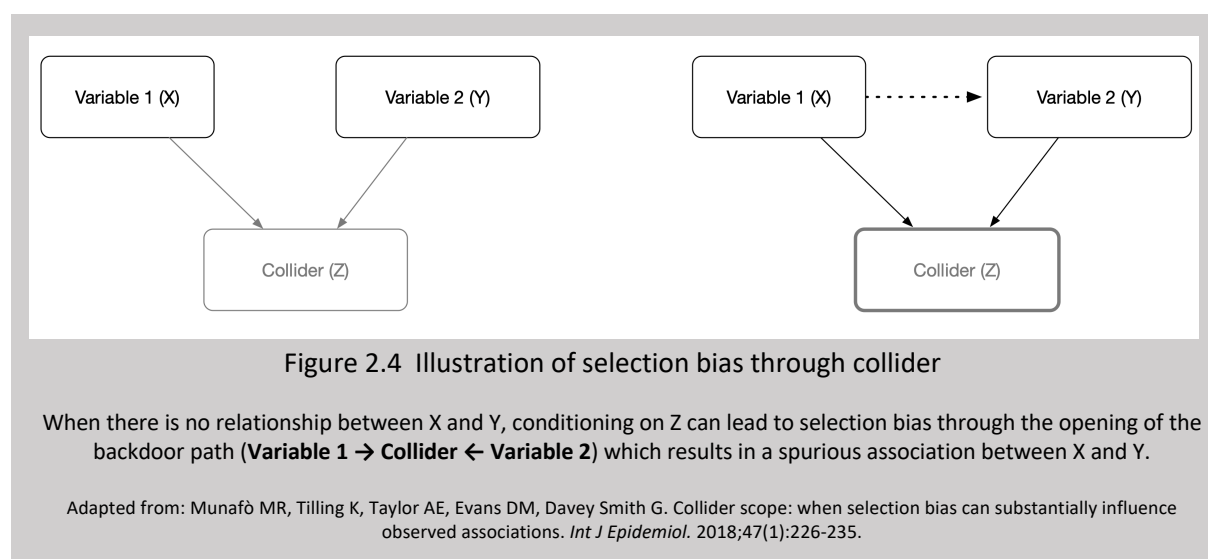 Variable 1 (X)
Variable 2 (Y)
Collider (Z)
Variable 1 (X)
Variable 2 (Y)
Collider (Z)
Figure 2.4 Illustration of selection bias through collider
When there is no relationship between X and Y, conditioning on Z can lead to selection bias through the opening of the
backdoor path (Variable 1 → Collider ← Variable 2) which results in a spurious association between X and Y.
Adapted from: Munafò MR, Tilling K, Taylor AE, Evans DM, Davey Smith G. Collider scope: when selection bias can substantially influence
observed associations. Int J Epidemiol. 2018;47(1):226-235.